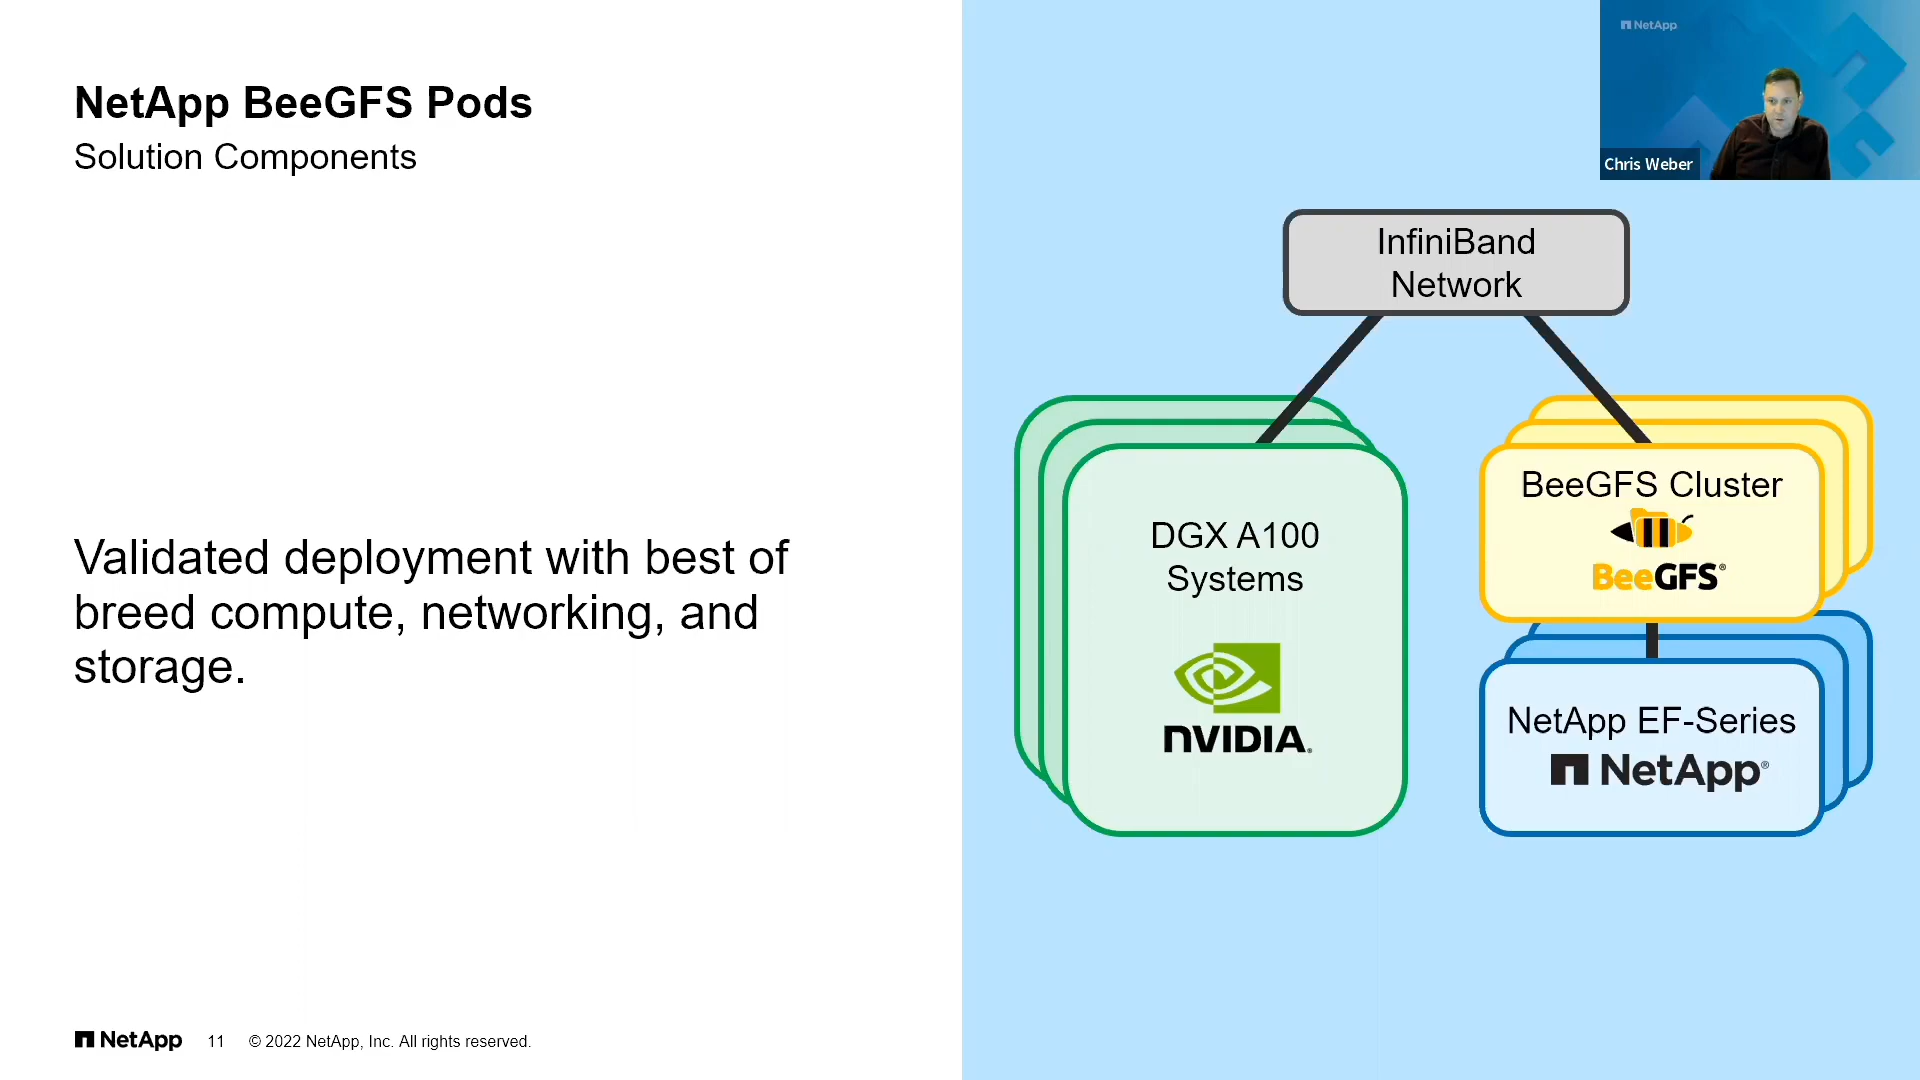 NetApp BeeGFS Pods
Solution Components
Validated deployment with best of
breed compute, networking, and
storage.
NetApp
Chris Weber
InfiniBand
Network
DGX A100
Systems
nVIDIA.
BeeGFS Cluster
BeeGFS®
NetApp EF-Series
NetApp®
NetApp 11 © 2022 NetApp, Inc. All rights reserved.